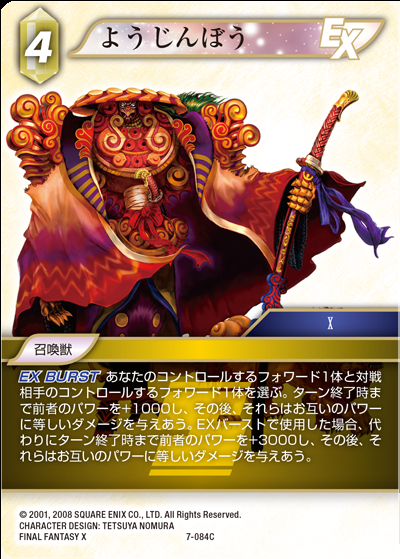 4
ようじんぼう
EX
X
召喚獣
EX BURST あなたのコントロールするフォワード1体と対戦
相手のコントロールするフォワード1体を選ぶ。ターン終了時ま
で前者のパワーを+1000し、その後、それらはお互いのパワー
に等しいダメージを与えあう。EXバーストで使用した場合、代
わりにターン終了時まで前者のパワーを+3000し、その後、そ
れらはお互いのパワーに等しいダメージを与えあう。
© 2001, 2008 SQUARE ENIX CO., LTD. All Rights Reserved.
CHARACTER DESIGN: TETSUYA NOMURA
FINAL FANTASY X
7-084C